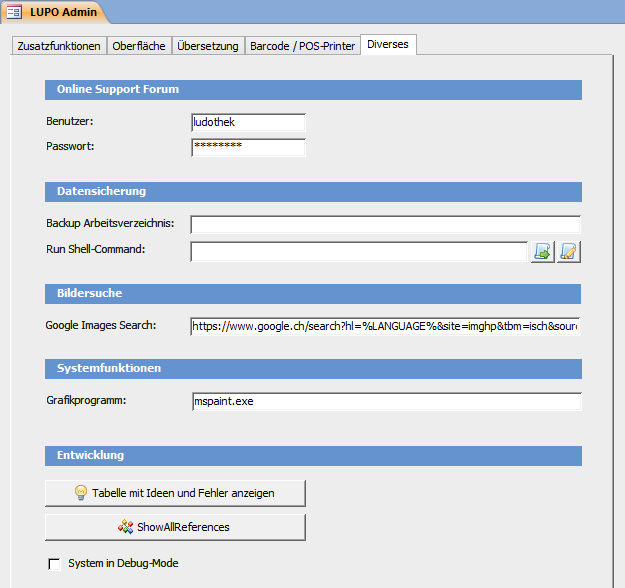 LUPO Admin
Zusatzfunktionen Oberfläche Übersetzung Barcode / POS-Printer Diverses
Online Support Forum
Benutzer: ludothek
Passwort: ********
Datensicherung
Backup Arbeitsverzeichnis:
Run Shell-Command:
Bildersuche
Google Images Search: https://www.google.ch/search?hl=%LANGUAGE%&site=imghp&tbm=isch&sour
Systemfunktionen
Grafikprogramm: mspaint.exe
Entwicklung
Tabelle mit Ideen und Fehler anzeigen
ShowAllReferences
System in Debug-Mode